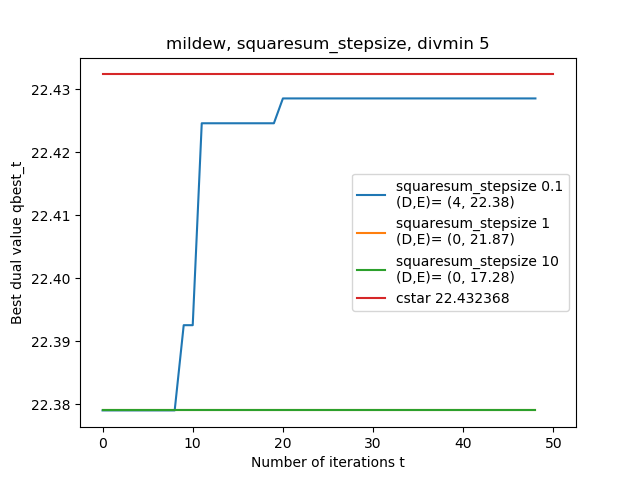 mildew, squaresum_stepsize, divmin 5
Best dual value qbest_t
22.43
22.42
22.41
22.40
22.39
22.38
squaresum_stepsize 0.1
(D,E)= (4, 22.38)
squaresum_stepsize 1
(D,E)= (0, 21.87)
squaresum_stepsize 10
(D,E)= (0, 17.28)
cstar 22.432368
0 10 20 30 40 50
Number of iterations t